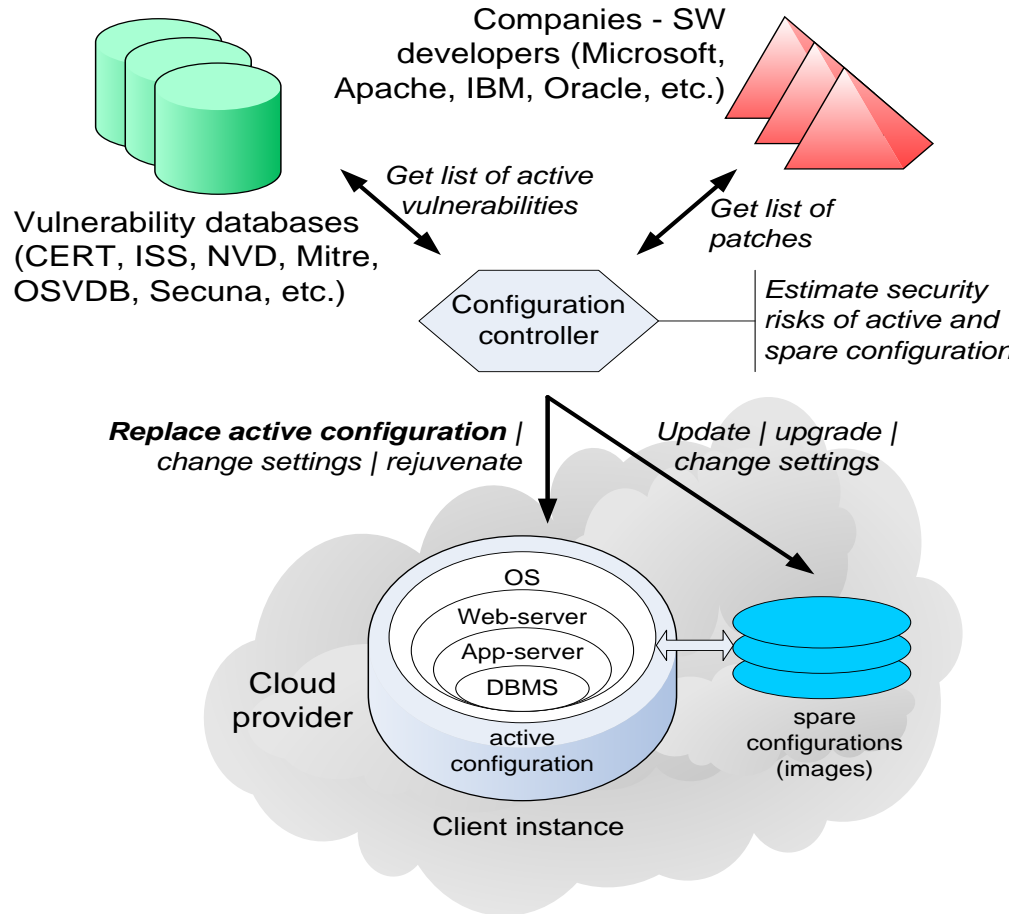 Companies - SW
developers (Microsoft,
Apache, IBM, Oracle, etc.)
Get list of active
vulnerabilities
Get list of
patches
Vulnerability databases
(CERT, ISS, NVD, Mitre,
OSVDB, Secuna, etc.)
Configuration
controller
Estimate security
risks of active and
spare configuration
Replace active configuration |
change settings | rejuvenate
Update | upgrade |
change settings
OS
Web-server
App-server
DBMS
active
configuration
Cloud
provider
spare
configurations
(images)
Client instance